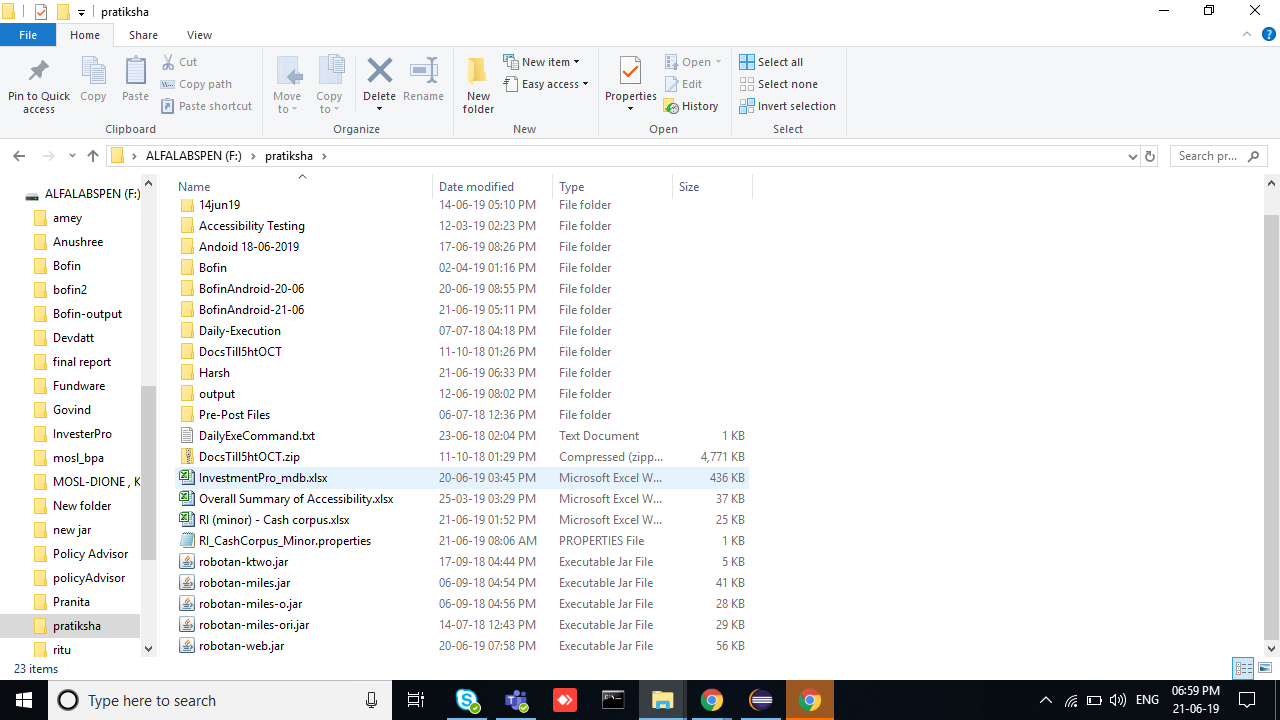 pratiksha
File Home Share View
Pin to Quick access Copy Paste Cut Copy path Paste shortcut Move to Copy to Delete Rename New folder New item Easy access Properties Open Edit History Select all Select none Invert selection
Clipboard Organize New Open Select
ALFALABSPEN (F:) pratiksha Search pr...
ALFALABSPEN (F:)
amey
Anushree
Bofin
bofin2
Bofin-output
Devdatt
final report
Fundware
Govind
InvesterPro
mosl_bpa
MOSL-DIONE , K
New folder
new jar
Policy Advisor
policyAdvisor
Pranita
pratiksha
ritu
Name Date modified Type Size
14jun19 14-06-19 05:10 PM File folder
Accessibility Testing 12-03-19 02:23 PM File folder
Andoid 18-06-2019 17-06-19 08:26 PM File folder
Bofin 02-04-19 01:16 PM File folder
BofinAndroid-20-06 20-06-19 08:55 PM File folder
BofinAndroid-21-06 21-06-19 05:11 PM File folder
Daily-Execution 07-07-18 04:18 PM File folder
DocsTill5htOCT 11-10-18 01:26 PM File folder
Harsh 21-06-19 06:33 PM File folder
output 12-06-19 08:02 PM File folder
Pre-Post Files 06-07-18 12:36 PM File folder
DailyExeCommand.txt 23-06-18 02:04 PM Text Document 1 KB
DocsTill5htOCT.zip 11-10-18 01:29 PM Compressed (zipp... 4,771 KB
InvestmentPro_mdb.xlsx 20-06-19 03:45 PM Microsoft Excel W... 436 KB
Overall Summary of Accessibility.xlsx 25-03-19 03:29 PM Microsoft Excel W... 37 KB
RI (minor) - Cash corpus.xlsx 21-06-19 01:52 PM Microsoft Excel W... 25 KB
RI_CashCorpus_Minor.properties 21-06-19 08:06 AM PROPERTIES File 1 KB
robotan-ktwo.jar 17-09-18 04:44 PM Executable Jar File 5 KB
robotan-miles.jar 06-09-18 04:54 PM Executable Jar File 41 KB
robotan-miles-o.jar 06-09-18 04:56 PM Executable Jar File 28 KB
robotan-miles-ori.jar 14-07-18 12:43 PM Executable Jar File 29 KB
robotan-web.jar 20-06-19 07:58 PM Executable Jar File 56 KB
23 items
Type here to search ENG 06:59 PM
21-06-19